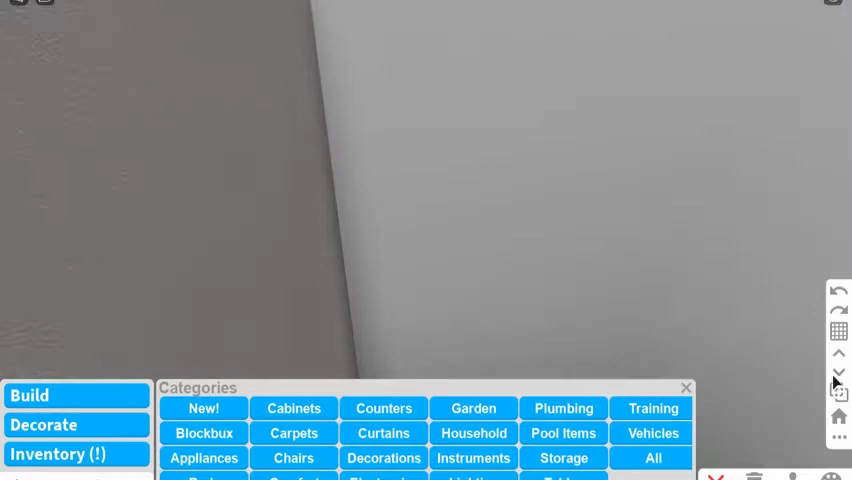 Build
Decorate
Inventory (!)
Categories
New! Cabinets Counters Garden Plumbing Training
Blockbux Carpets Curtains Household Pool Items Vehicles
Appliances Chairs Decorations Instruments Storage All